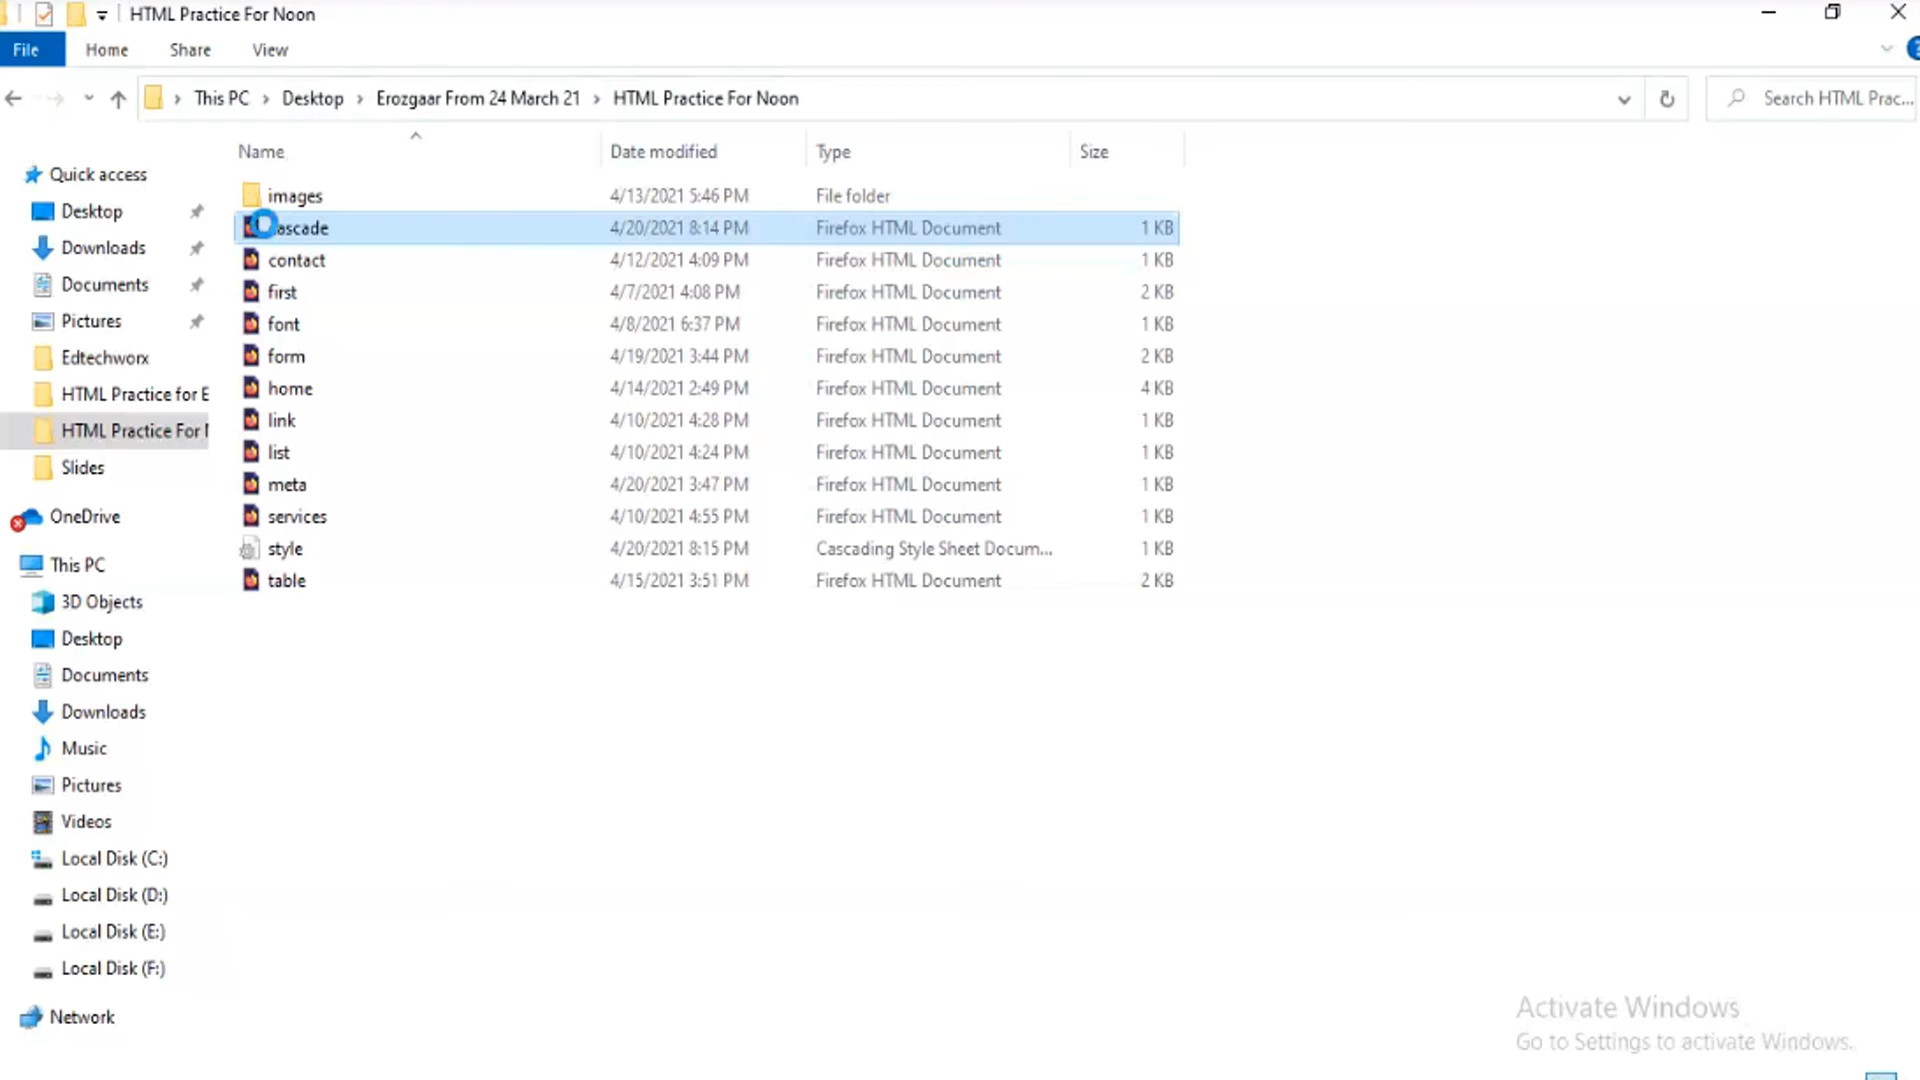 HTML Practice For Noon
File Home Share View
This PC Desktop Erozgaar From 24 March 21 HTML Practice For Noon
Search HTML Prac...
Name Date modified Type Size
images 4/13/2021 5:46 PM File folder
ascade 4/20/2021 8:14 PM Firefox HTML Document 1 KB
contact 4/12/2021 4:09 PM Firefox HTML Document 1 KB
first 4/7/2021 4:08 PM Firefox HTML Document 2 KB
font 4/8/2021 6:37 PM Firefox HTML Document 1 KB
form 4/19/2021 3:44 PM Firefox HTML Document 2 KB
home 4/14/2021 2:49 PM Firefox HTML Document 4 KB
link 4/10/2021 4:28 PM Firefox HTML Document 1 KB
list 4/10/2021 4:24 PM Firefox HTML Document 1 KB
meta 4/20/2021 3:47 PM Firefox HTML Document 1 KB
services 4/10/2021 4:55 PM Firefox HTML Document 1 KB
style 4/20/2021 8:15 PM Cascading Style Sheet Docum... 1 KB
table 4/15/2021 3:51 PM Firefox HTML Document 2 KB
Quick access
Desktop
Downloads
Documents
Pictures
Edtechworx
HTML Practice for E
HTML Practice For
Slides
OneDrive
This PC
3D Objects
Desktop
Documents
Downloads
Music
Pictures
Videos
Local Disk (C:)
Local Disk (D:)
Local Disk (E:)
Local Disk (F:)
Network
Activate Windows
Go to Settings to activate Windows.